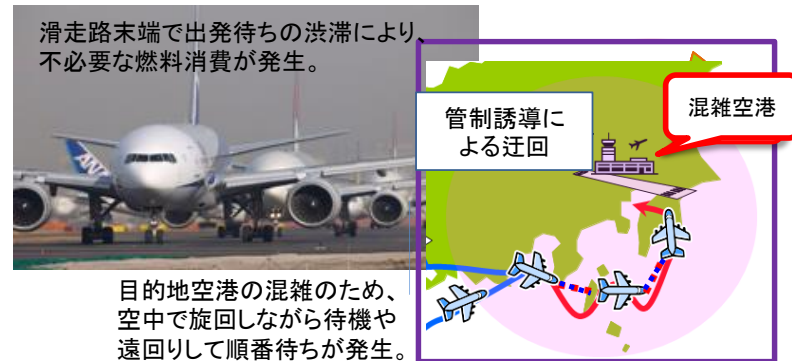 滑走路末端で出発待ちの渋滞により、
不必要な燃料消費が発生。
ANA
管制誘導に
よる迂回
混雑空港
目的地空港の混雑のため、
空中で旋回しながら待機や
遠回りして順番待ちが発生。